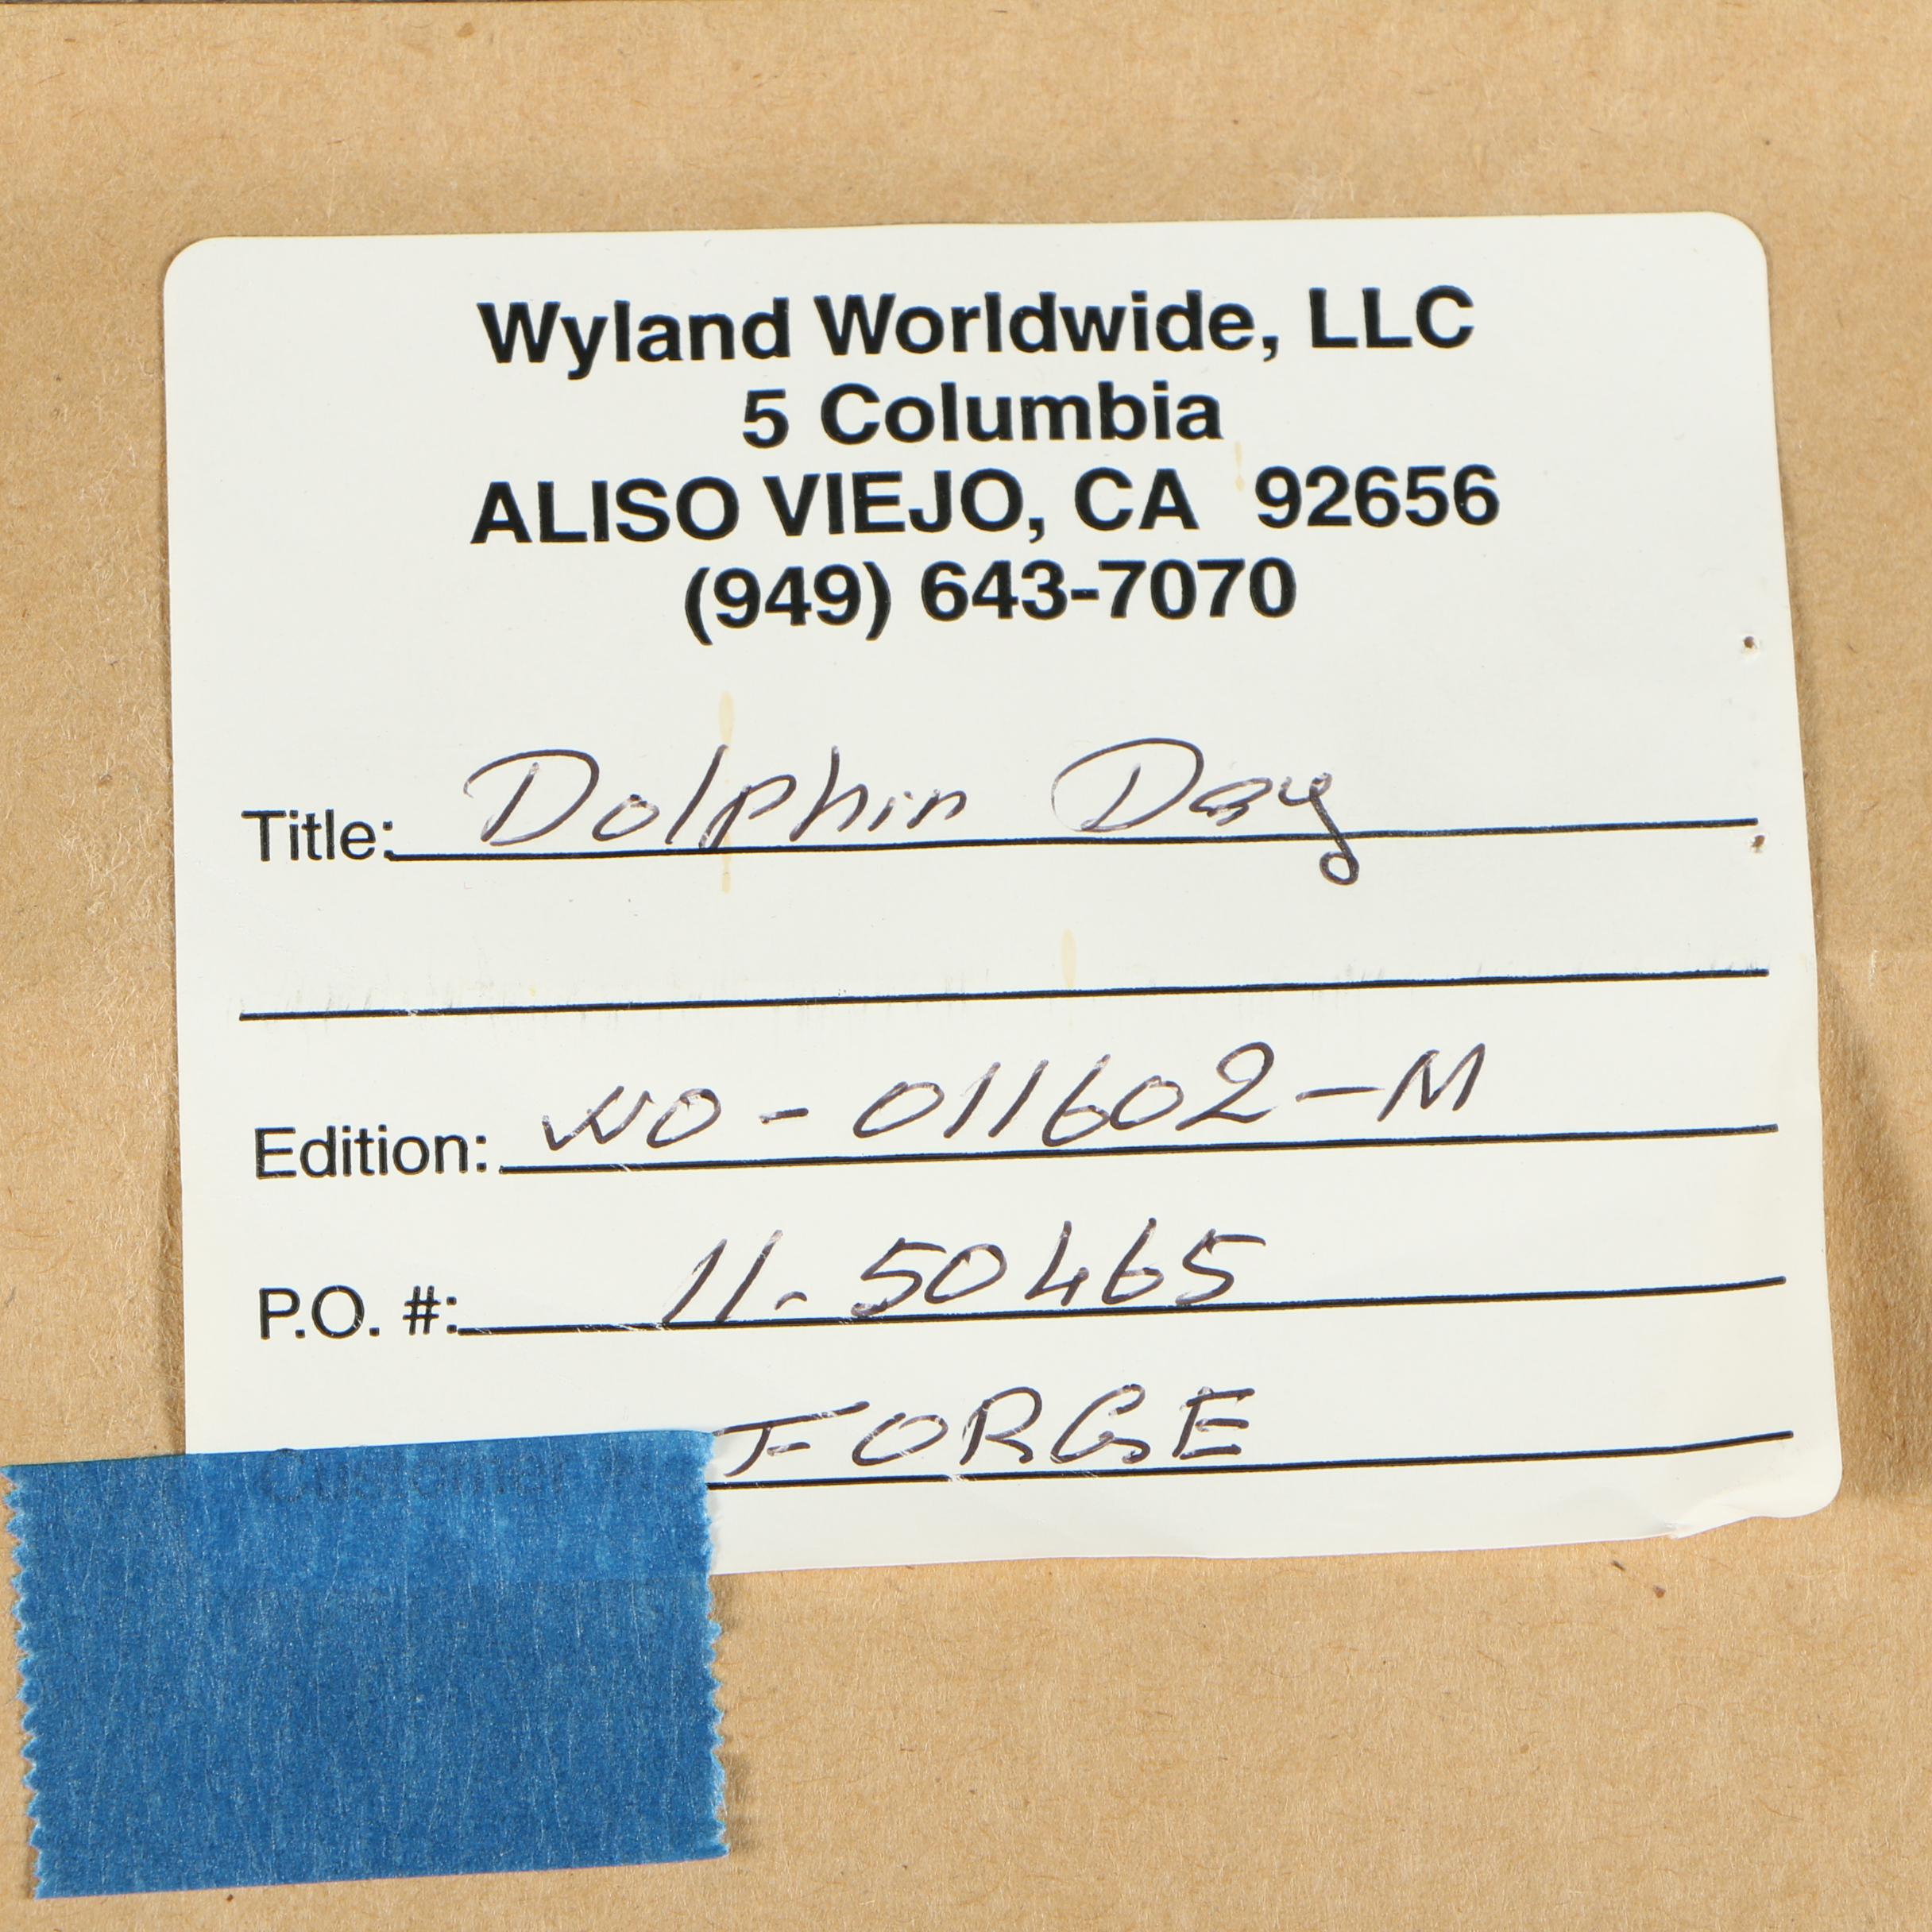 Wyland Worldwide, LLC
5 Columbia
ALISO VIEJO, CA 92656
(949) 643-7070
Title: Dolphin Day
Edition: WO-011602-M
P.O. #: 11-50465
Customer FORGE